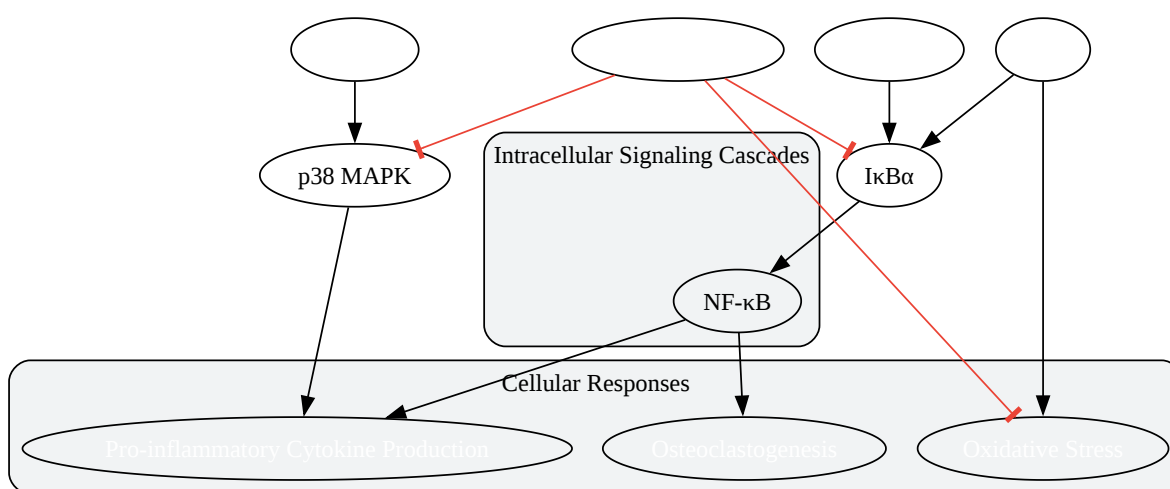 Intracellular Signaling Cascades
p38 MAPK
IκBα
NF-κB
Cellular Responses
Pro-inflammatory Cytokine Production
Osteoclastogenesis
Oxidative Stress